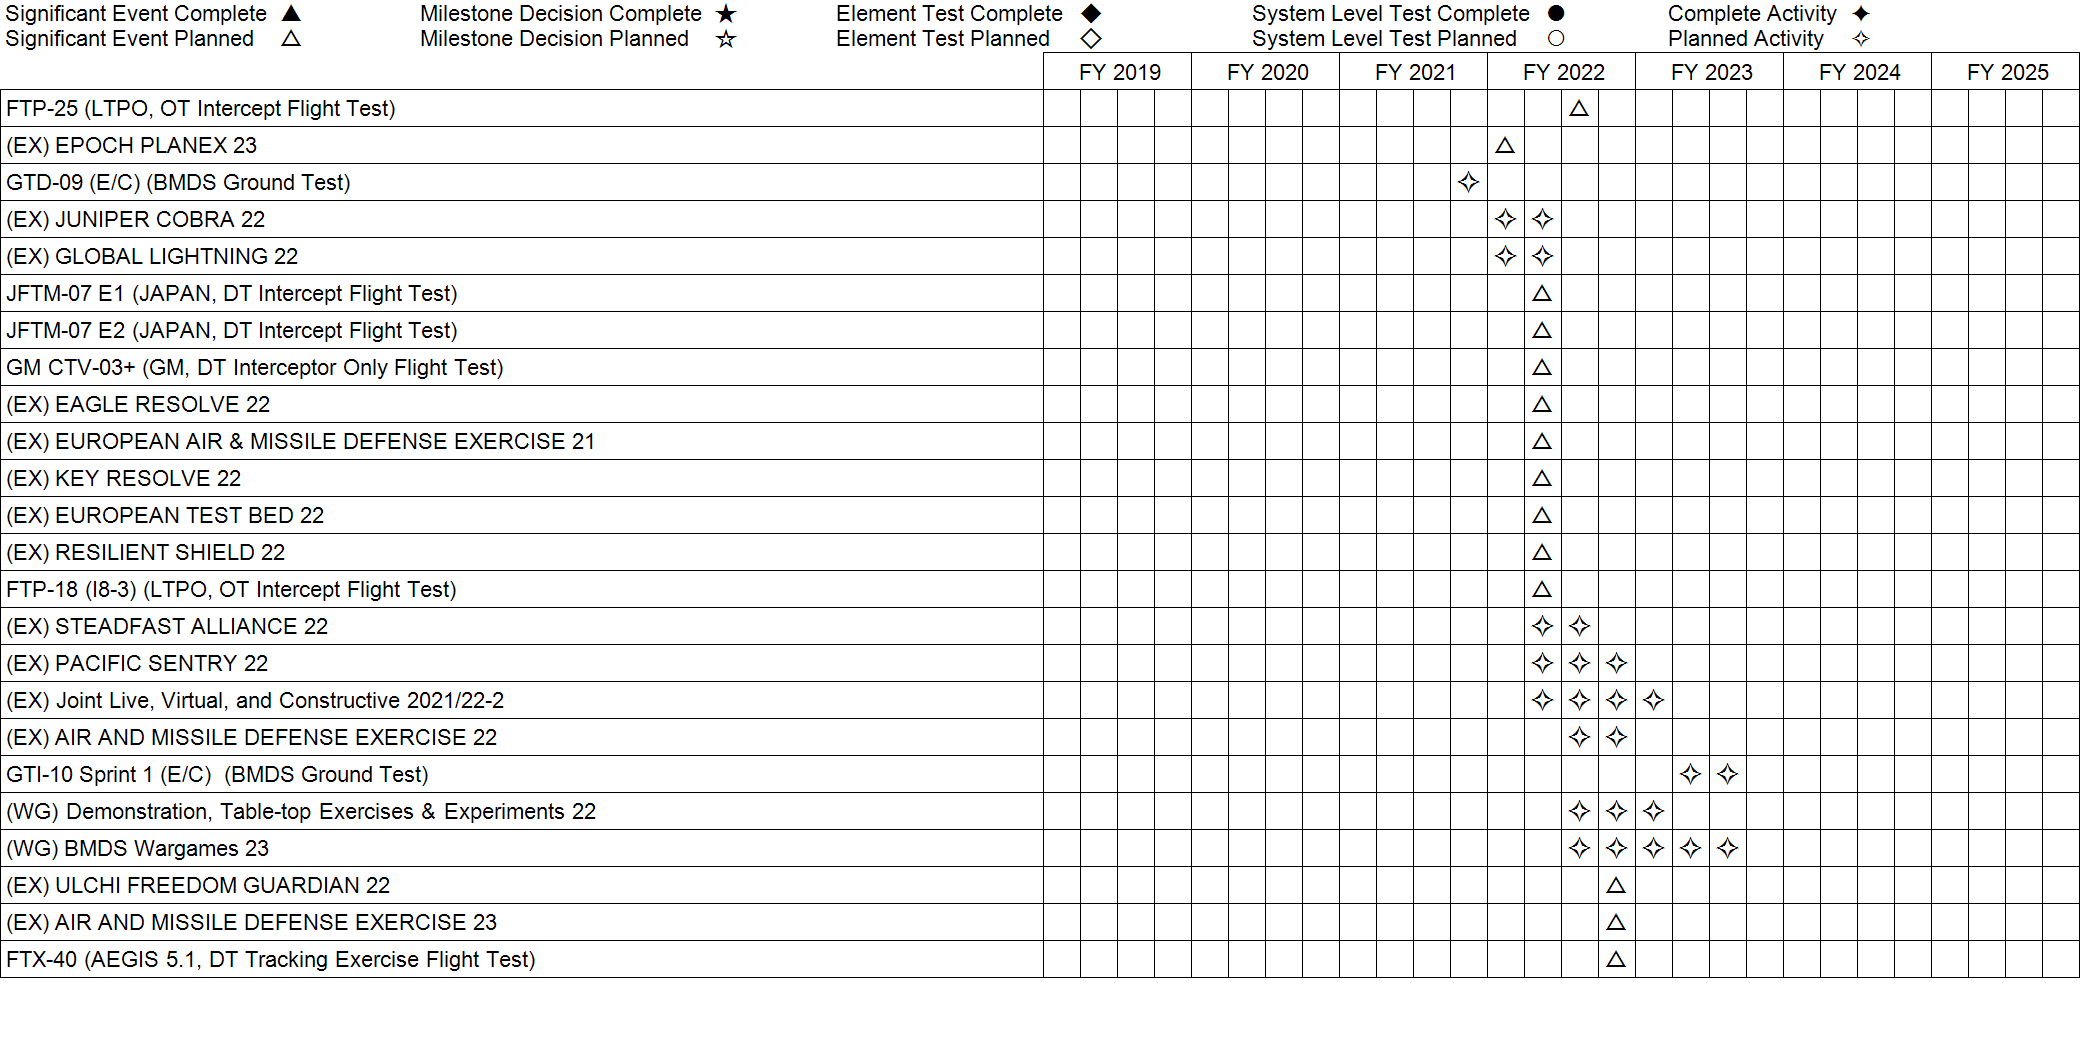 Significant Event Complete ▲ Milestone Decision Complete ★ Element Test Complete ◆ System Level Test Complete ● Complete Activity ✦
Significant Event Planned △ Milestone Decision Planned ☆ Element Test Planned ◇ System Level Test Planned ○ Planned Activity ✧
FY 2019 FY 2020 FY 2021 FY 2022 FY 2023 FY 2024 FY 2025
FTP-25 (LTPO, OT Intercept Flight Test) △
(EX) EPOCH PLANEX 23 △
GTD-09 (E/C) (BMDS Ground Test) ✧
(EX) JUNIPER COBRA 22 ✧ ✧
(EX) GLOBAL LIGHTNING 22 ✧ ✧
JFTM-07 E1 (JAPAN, DT Intercept Flight Test) △
JFTM-07 E2 (JAPAN, DT Intercept Flight Test) △
GM CTV-03+ (GM, DT Interceptor Only Flight Test) △
(EX) EAGLE RESOLVE 22 △
(EX) EUROPEAN AIR & MISSILE DEFENSE EXERCISE 21 △
(EX) KEY RESOLVE 22 △
(EX) EUROPEAN TEST BED 22 △
(EX) RESILIENT SHIELD 22 △
FTP-18 (I8-3) (LTPO, OT Intercept Flight Test) △
(EX) STEADFAST ALLIANCE 22 ✧ ✧
(EX) PACIFIC SENTRY 22 ✧ ✧ ✧
(EX) Joint Live, Virtual, and Constructive 2021/22-2 ✧ ✧ ✧ ✧
(EX) AIR AND MISSILE DEFENSE EXERCISE 22 ✧ ✧
GTI-10 Sprint 1 (E/C) (BMDS Ground Test) ✧ ✧
(WG) Demonstration, Table-top Exercises & Experiments 22 ✧ ✧ ✧
(WG) BMDS Wargames 23 ✧ ✧ ✧ ✧ ✧
(EX) ULCHI FREEDOM GUARDIAN 22 △
(EX) AIR AND MISSILE DEFENSE EXERCISE 23 △
FTX-40 (AEGIS 5.1, DT Tracking Exercise Flight Test) △